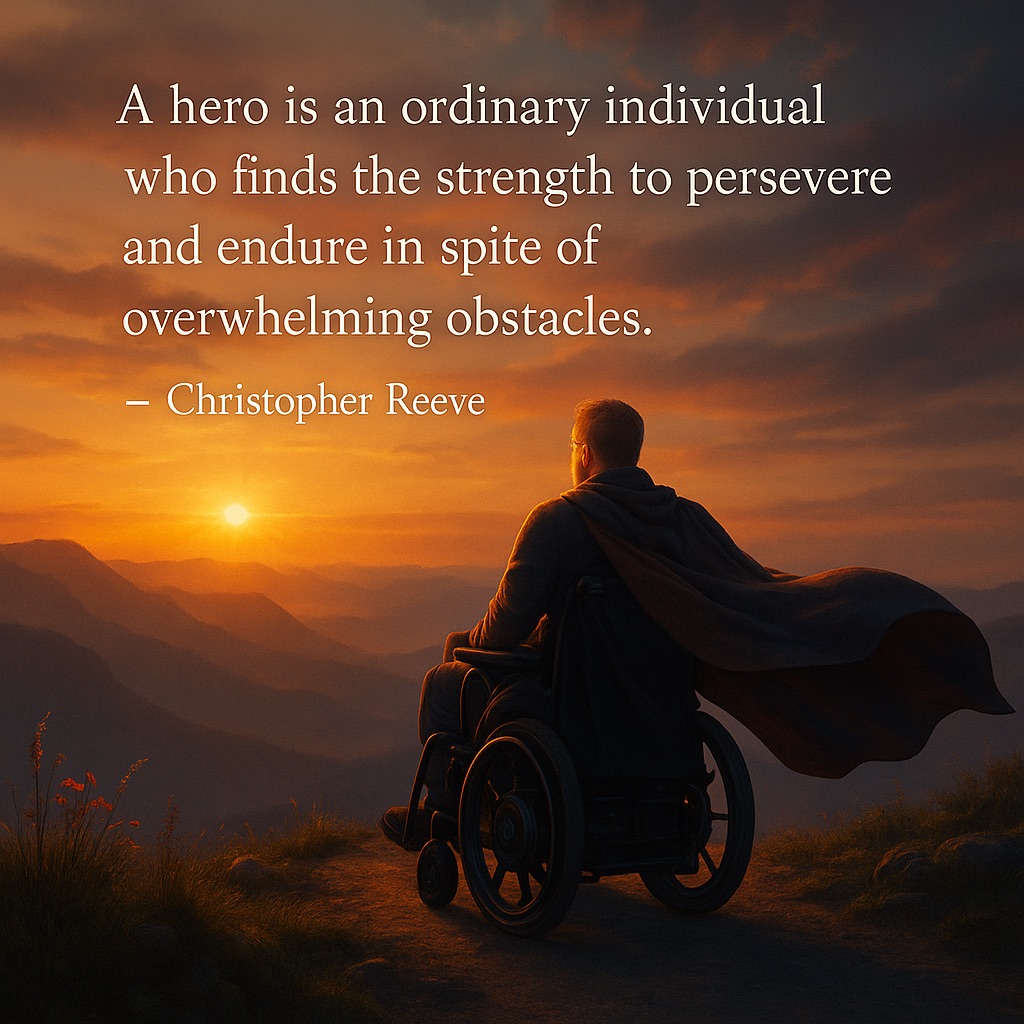 A hero is an ordinary individual
who finds the strength to persevere
and endure in spite of
overwhelming obstacles.
– Christopher Reeve